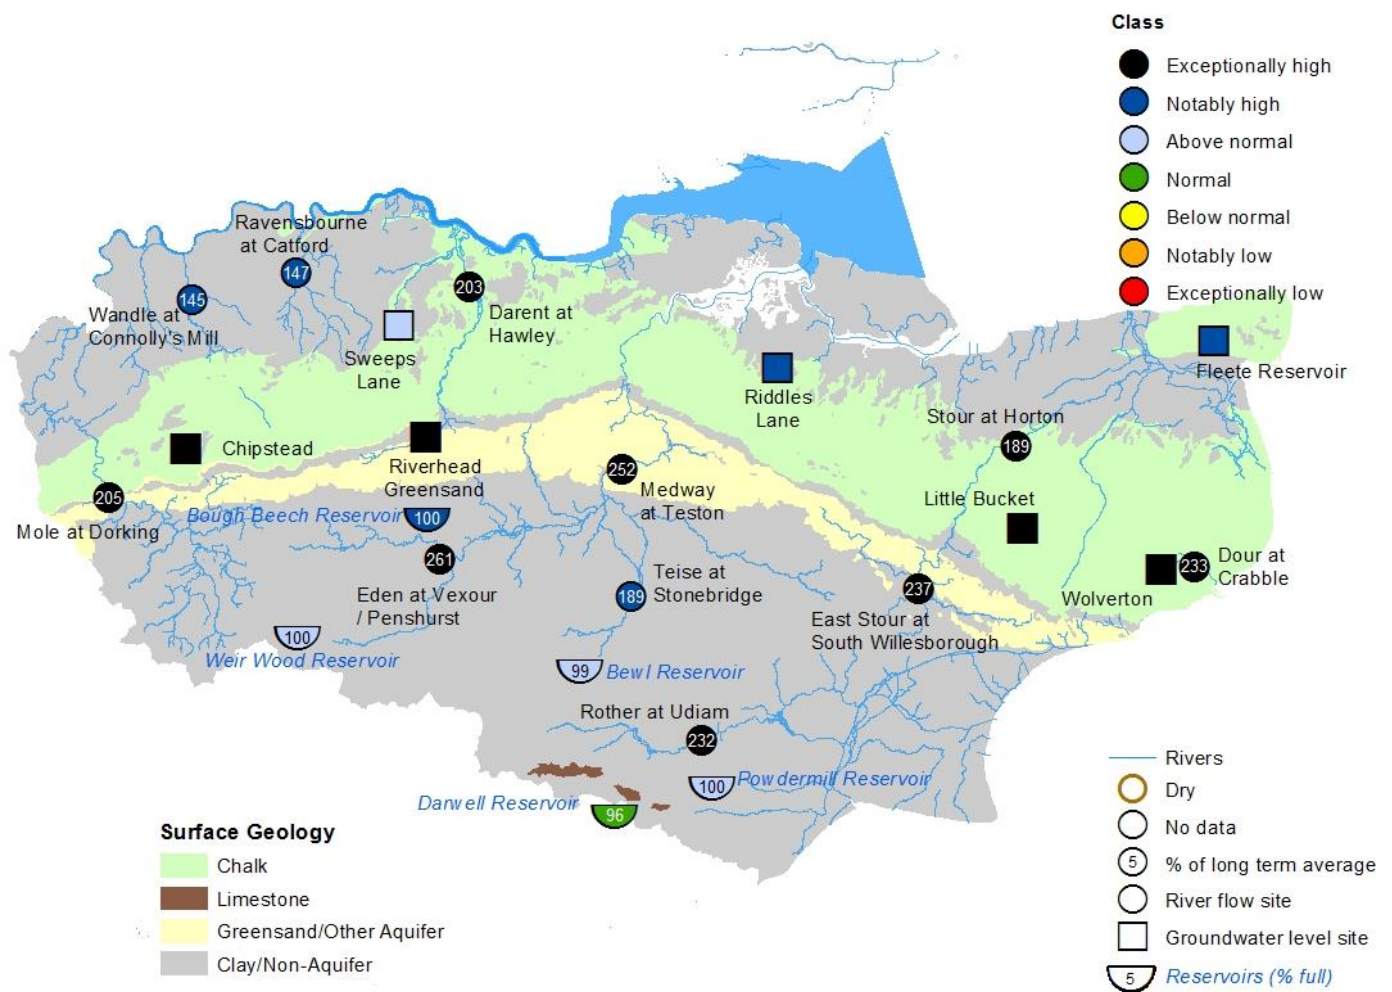 Class
Exceptionally high
Notably high
Above normal
Normal
Below normal
Notably low
Exceptionally low
Ravensbourne
at Catford
147
145
Wandle at
Connolly's Mill
203
Darent at
Hawley
Sweeps
Lane
Riddles
Lane
Fleete Reservoir
Chipstead
Riverhead
Greensand
Stour at Horton
189
205
Mole at Dorking
Bough Beech Reservoir
100
252
Medway
at Teston
Little Bucket
261
Eden at Vexour
/ Penshurst
Teise at
Stonebridge
189
237
East Stour at
South Willesborough
Wolverton
233
Dour at
Crabble
100
Weir Wood Reservoir
99
Bewl Reservoir
Rother at Udiam
232
100
Powdermill Reservoir
Darwell Reservoir
96
Surface Geology
Chalk
Limestone
Greensand/Other Aquifer
Clay/Non-Aquifer
Rivers
Dry
No data
5
% of long term average
River flow site
Groundwater level site
5
Reservoirs (% full)